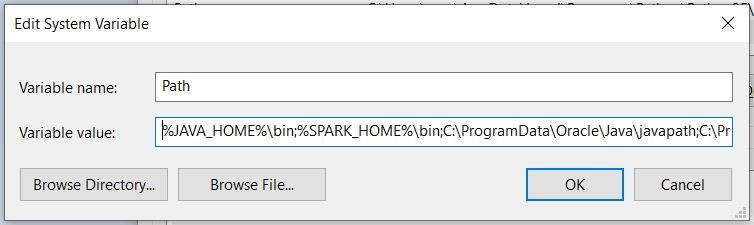 Edit System Variable
Variable name: Path
Variable value: %JAVA_HOME%\bin;%SPARK_HOME%\bin;C:\ProgramData\Oracle\Java\javapath;C:\Pr
Browse Directory... Browse File... OK Cancel